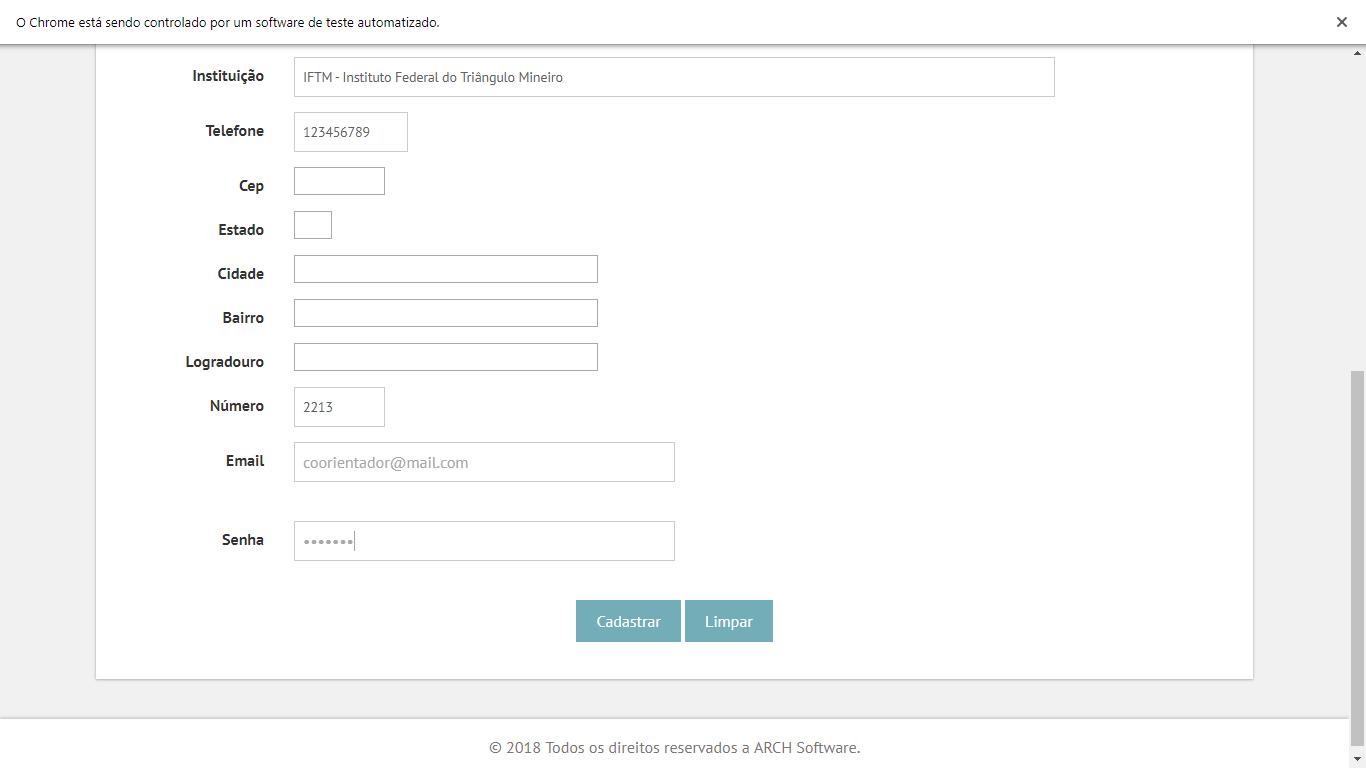 O Chrome está sendo controlado por um software de teste automatizado.
Instituição
IFTM - Instituto Federal do Triângulo Mineiro
Telefone
123456789
Cep
Estado
Cidade
Bairro
Logradouro
Número
2213
Email
coorientador@mail.com
Senha
•••••••
Cadastrar
Limpar
© 2018 Todos os direitos reservados a ARCH Software.